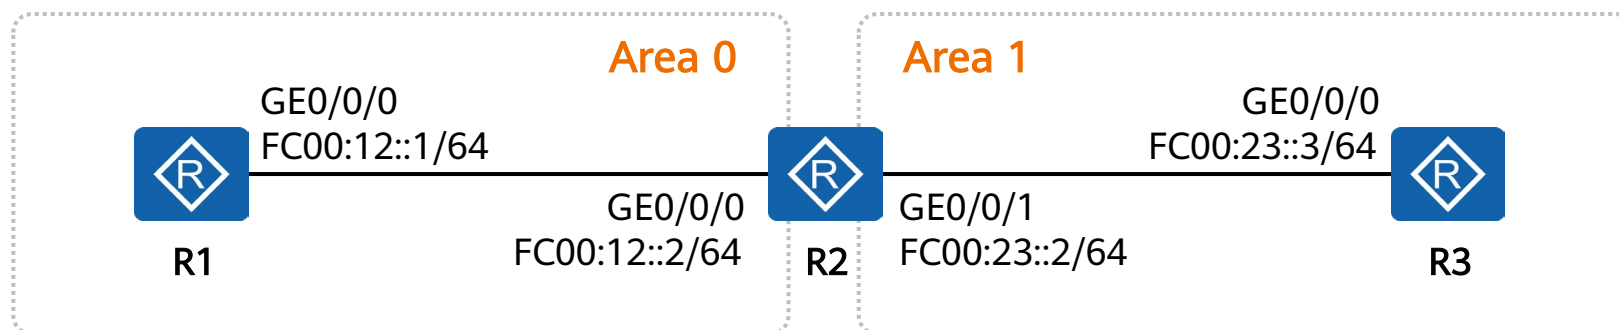 Area 0
Area 1
GE0/0/0
FC00:12::1/64
GE0/0/0
FC00:23::3/64
R
R
R
GE0/0/0
FC00:12::2/64
GE0/0/1
FC00:23::2/64
R1
R2
R3